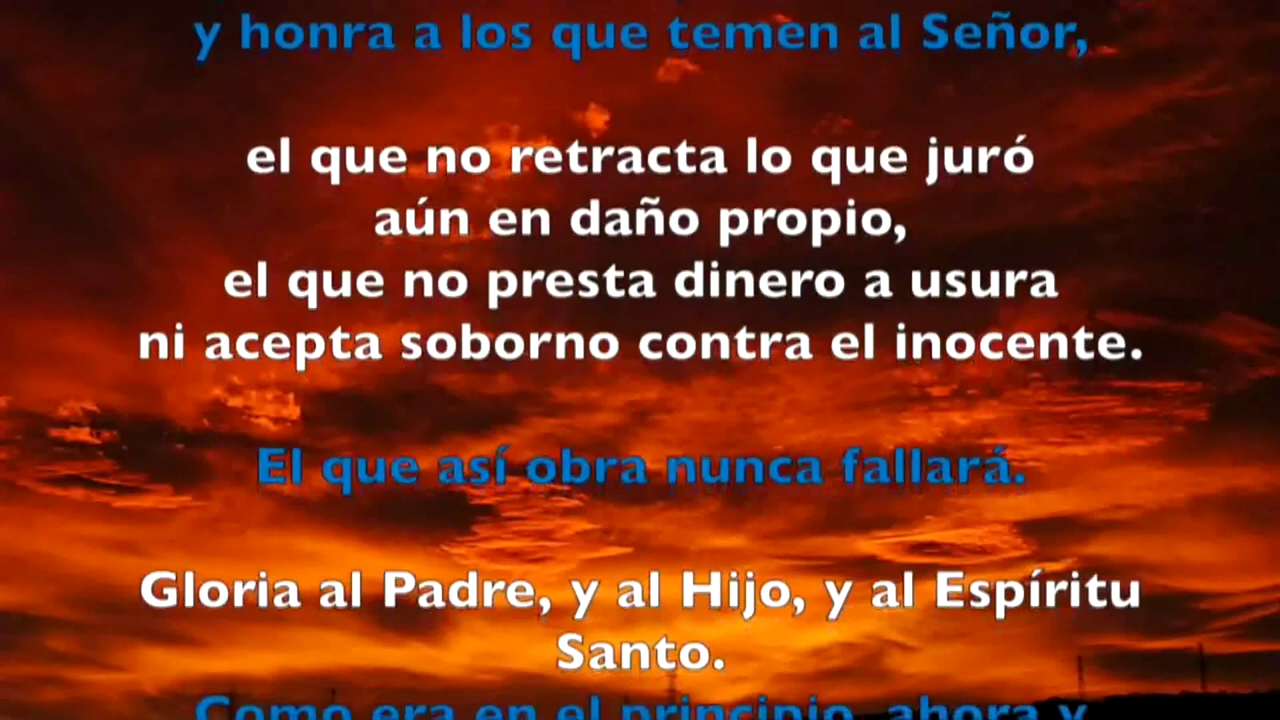 y honra a los que temen al Señor,
el que no retracta lo que juró
aún en daño propio,
el que no presta dinero a usura
ni acepta soborno contra el inocente.
El que así obra nunca fallará.
Gloria al Padre, y al Hijo, y al Espíritu
Santo.
Como era en el principio, ahora y